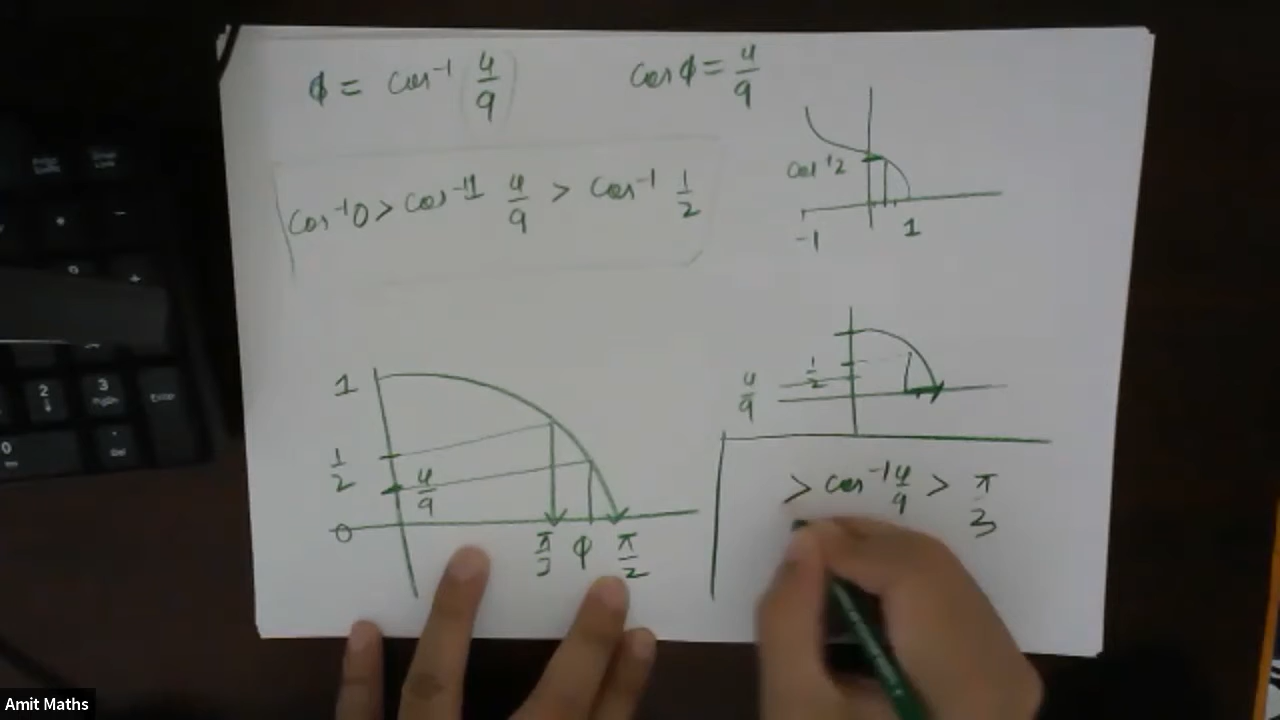 φ = cos⁻¹ (4/9)
cos φ = 4/9
cos⁻¹ 0 > cos⁻¹ 4/9 > cos⁻¹ 1/2
-1 1
1
1/2
4/9
0
π/3 φ π/2
1/2
4/9
> cos⁻¹ 4/9 > π/3
2 3
0
Amit Maths